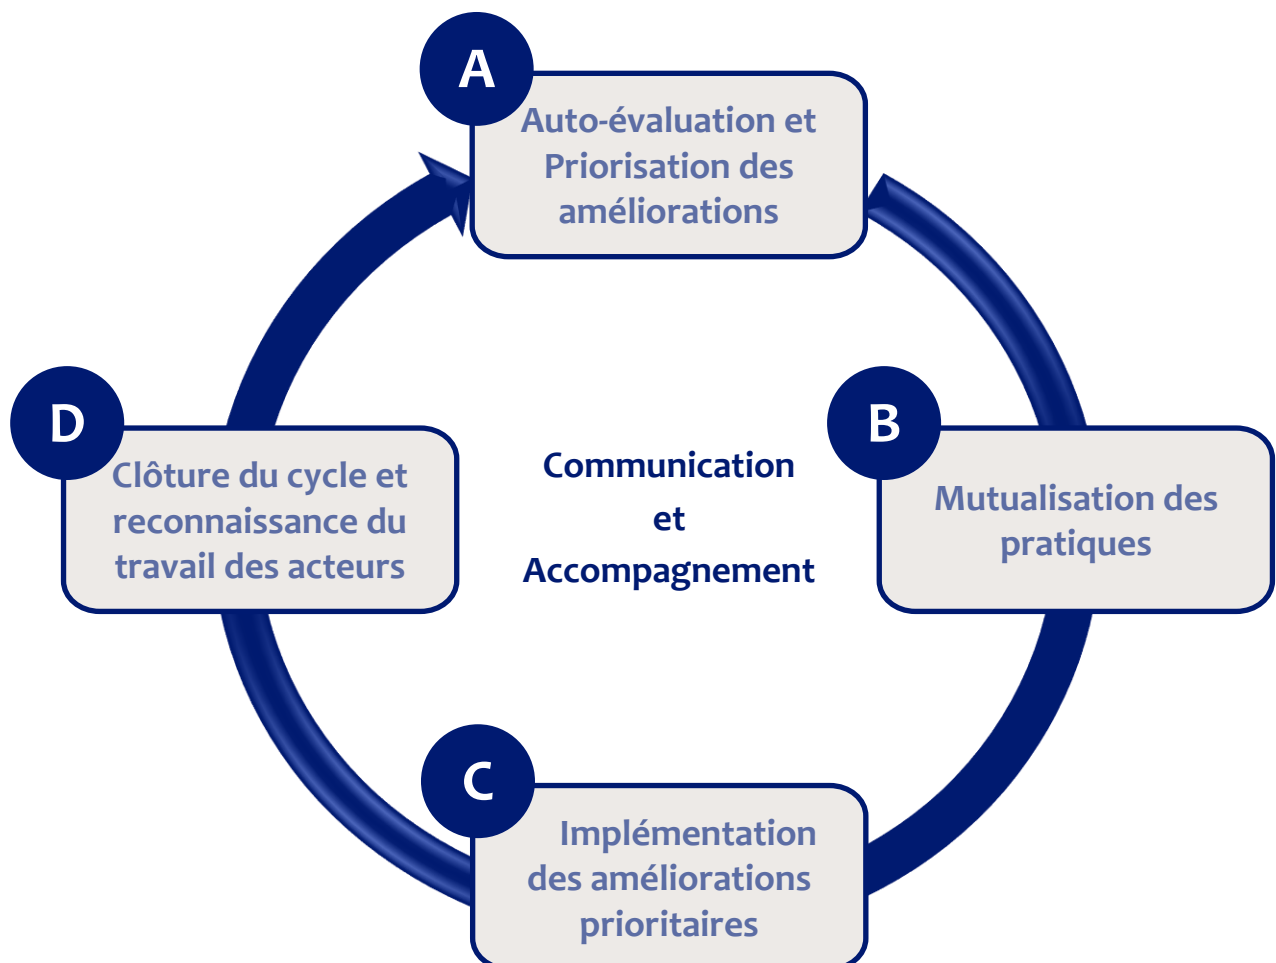 A
Auto-évaluation et
Priorisation des
améliorations
B
Mutualisation des
pratiques
C
Implémentation
des améliorations
prioritaires
D
Clôture du cycle et
reconnaissance du
travail des acteurs
Communication
et
Accompagnement